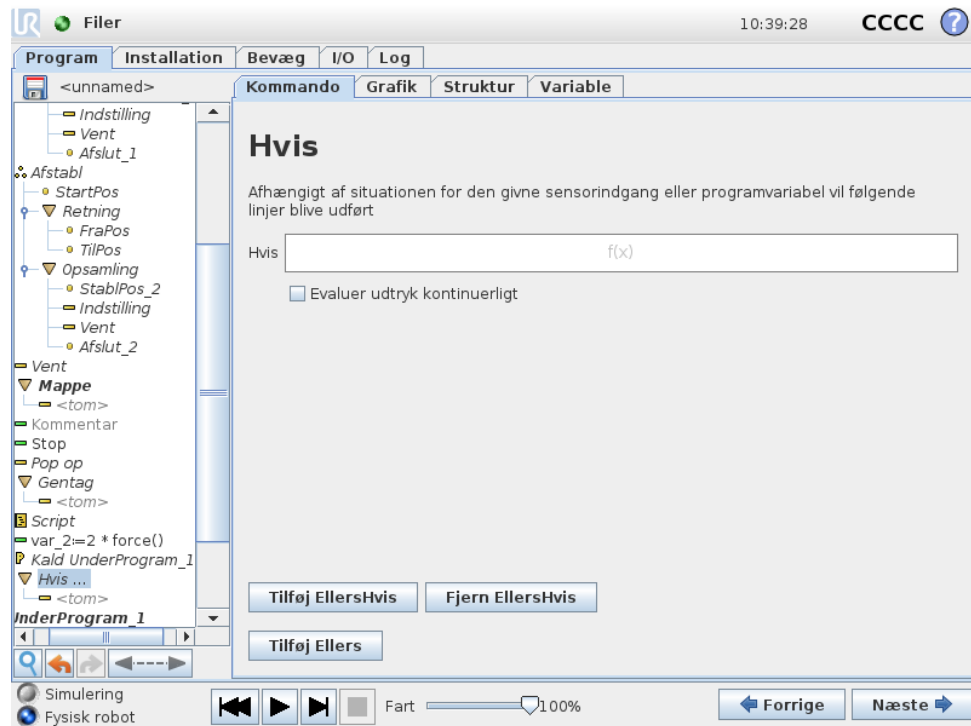 UR Filer 10:39:28 CCCC ?
Program Installation Bevæg I/O Log
<unnamed>
Kommando Grafik Struktur Variable
Indstilling
Vent
Afslut_1
Afstabl
StartPos
Retning
FraPos
TilPos
Opsamling
StablPos_2
Indstilling
Vent
Afslut_2
Vent
Mappe
<tom>
Kommentar
Stop
Pop op
Gentag
<tom>
Script
var_2:=2 * force()
Kald UnderProgram_1
Hvis ...
<tom>
UnderProgram_1
Hvis
Afhængigt af situationen for den givne sensorindgang eller programvariabel vil følgende
linjer blive udført
Hvis f(x)
Evaluer udtryk kontinuerligt
Tilføj EllersHvis Fjern EllersHvis
Tilføj Ellers
Simulering
Fysisk robot
Fart 100%
Forrige Næste